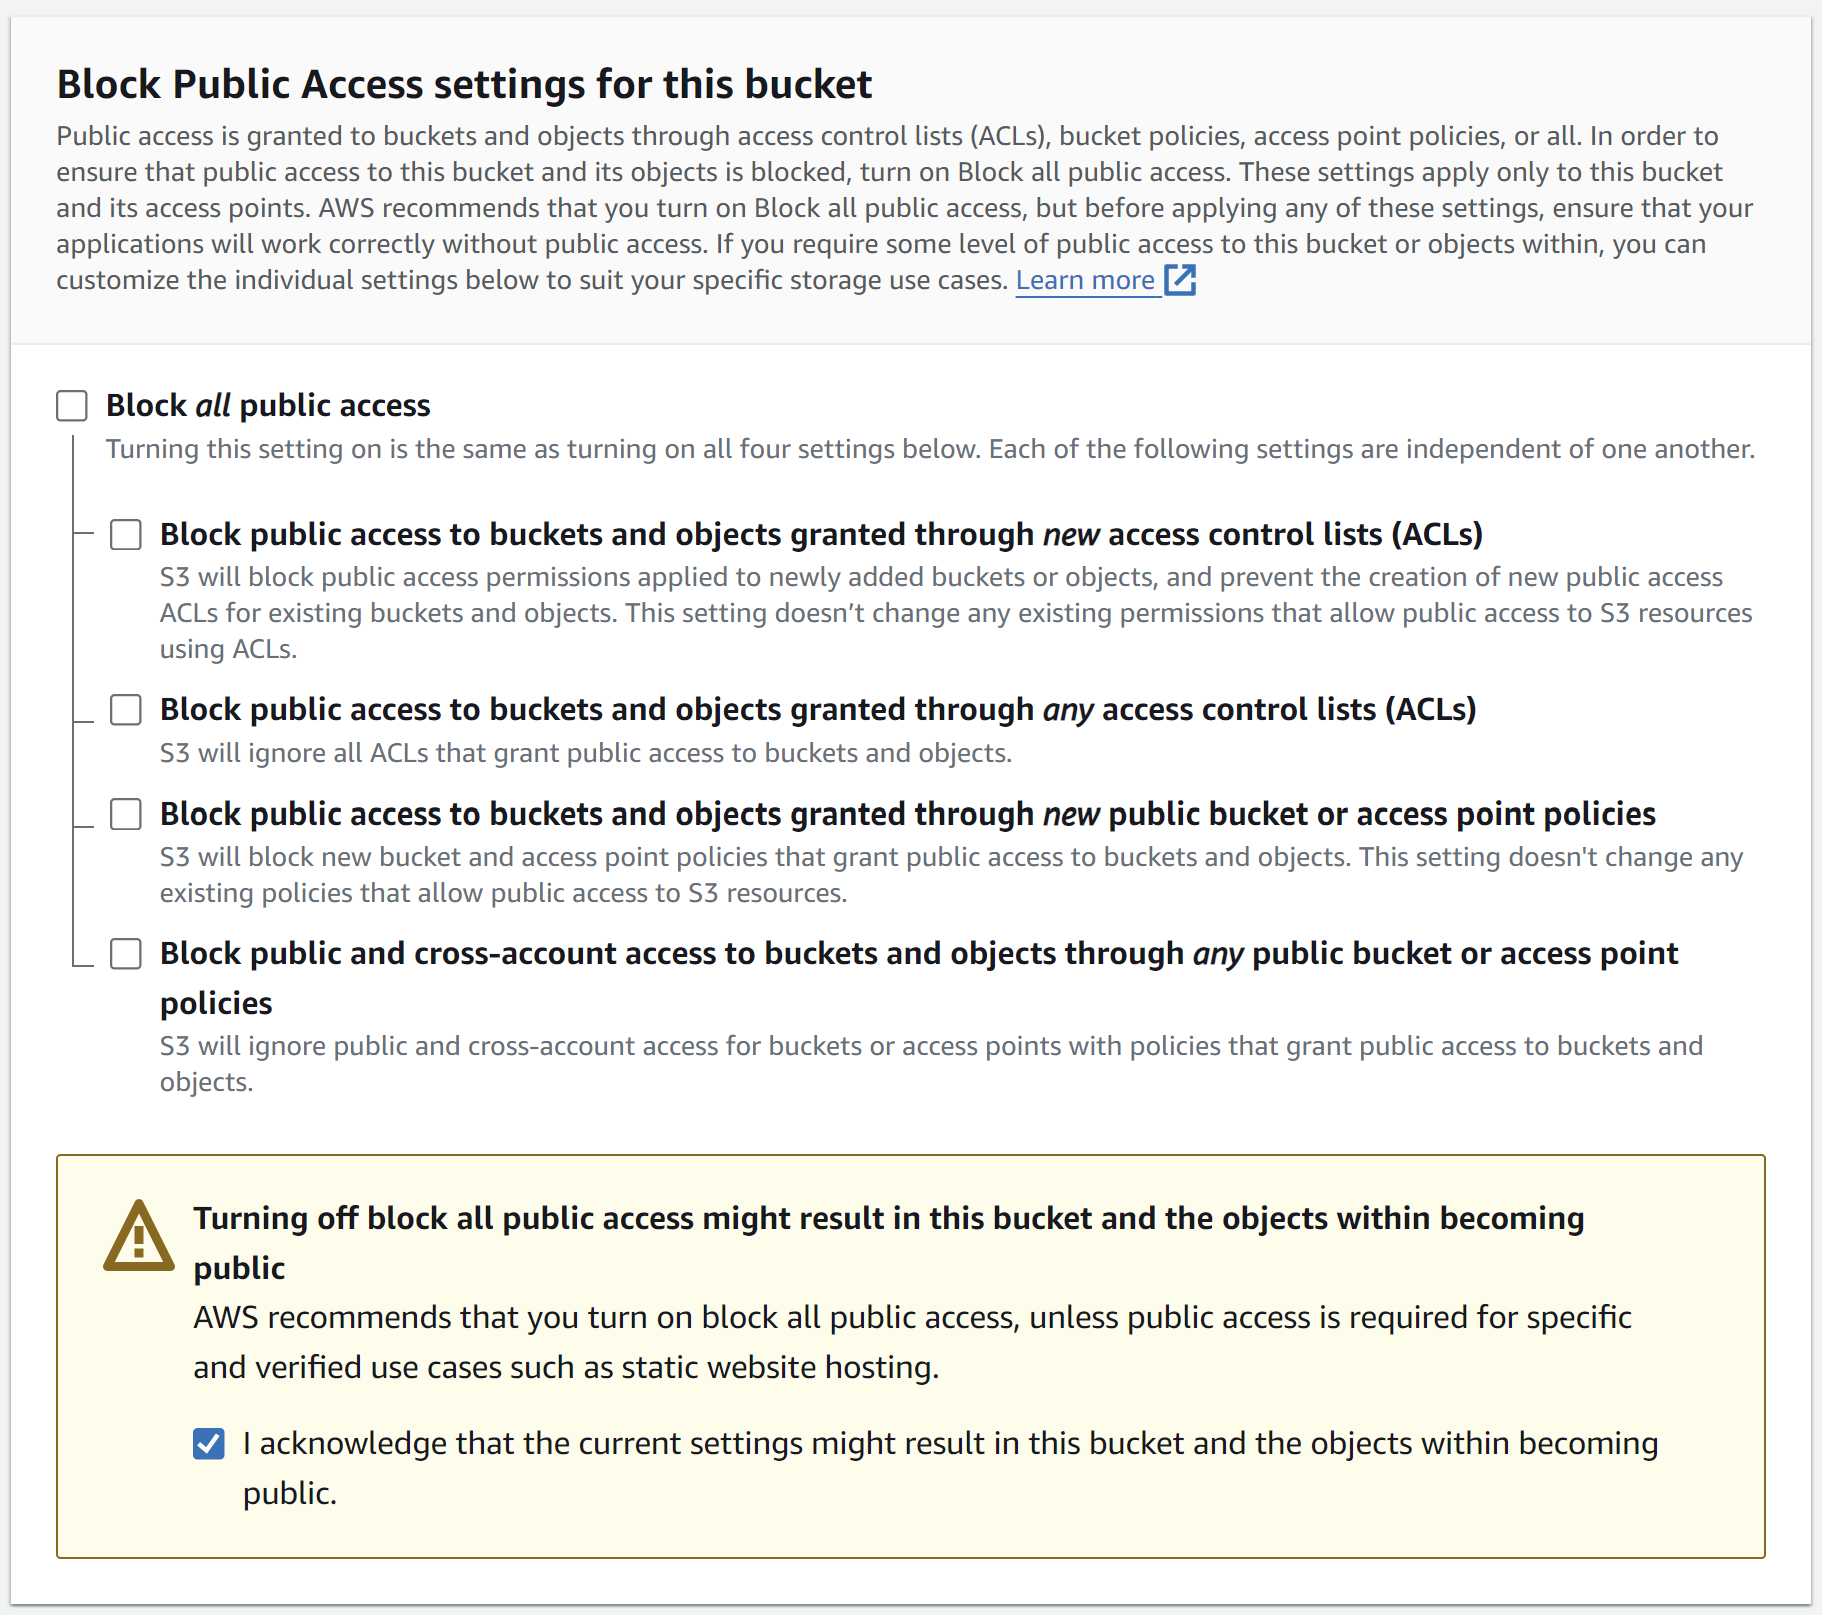 Block Public Access settings for this bucket
Public access is granted to buckets and objects through access control lists (ACLs), bucket policies, access point policies, or all. In order to
ensure that public access to this bucket and its objects is blocked, turn on Block all public access. These settings apply only to this bucket
and its access points. AWS recommends that you turn on Block all public access, but before applying any of these settings, ensure that your
applications will work correctly without public access. If you require some level of public access to this bucket or objects within, you can
customize the individual settings below to suit your specific storage use cases. Learn more
Block all public access
Turning this setting on is the same as turning on all four settings below. Each of the following settings are independent of one another.
Block public access to buckets and objects granted through new access control lists (ACLs)
S3 will block public access permissions applied to newly added buckets or objects, and prevent the creation of new public access
ACLs for existing buckets and objects. This setting doesn’t change any existing permissions that allow public access to S3 resources
using ACLs.
Block public access to buckets and objects granted through any access control lists (ACLs)
S3 will ignore all ACLs that grant public access to buckets and objects.
Block public access to buckets and objects granted through new public bucket or access point policies
S3 will block new bucket and access point policies that grant public access to buckets and objects. This setting doesn't change any
existing policies that allow public access to S3 resources.
Block public and cross-account access to buckets and objects through any public bucket or access point
policies
S3 will ignore public and cross-account access for buckets or access points with policies that grant public access to buckets and
objects.
Turning off block all public access might result in this bucket and the objects within becoming
public
AWS recommends that you turn on block all public access, unless public access is required for specific
and verified use cases such as static website hosting.
I acknowledge that the current settings might result in this bucket and the objects within becoming
public.